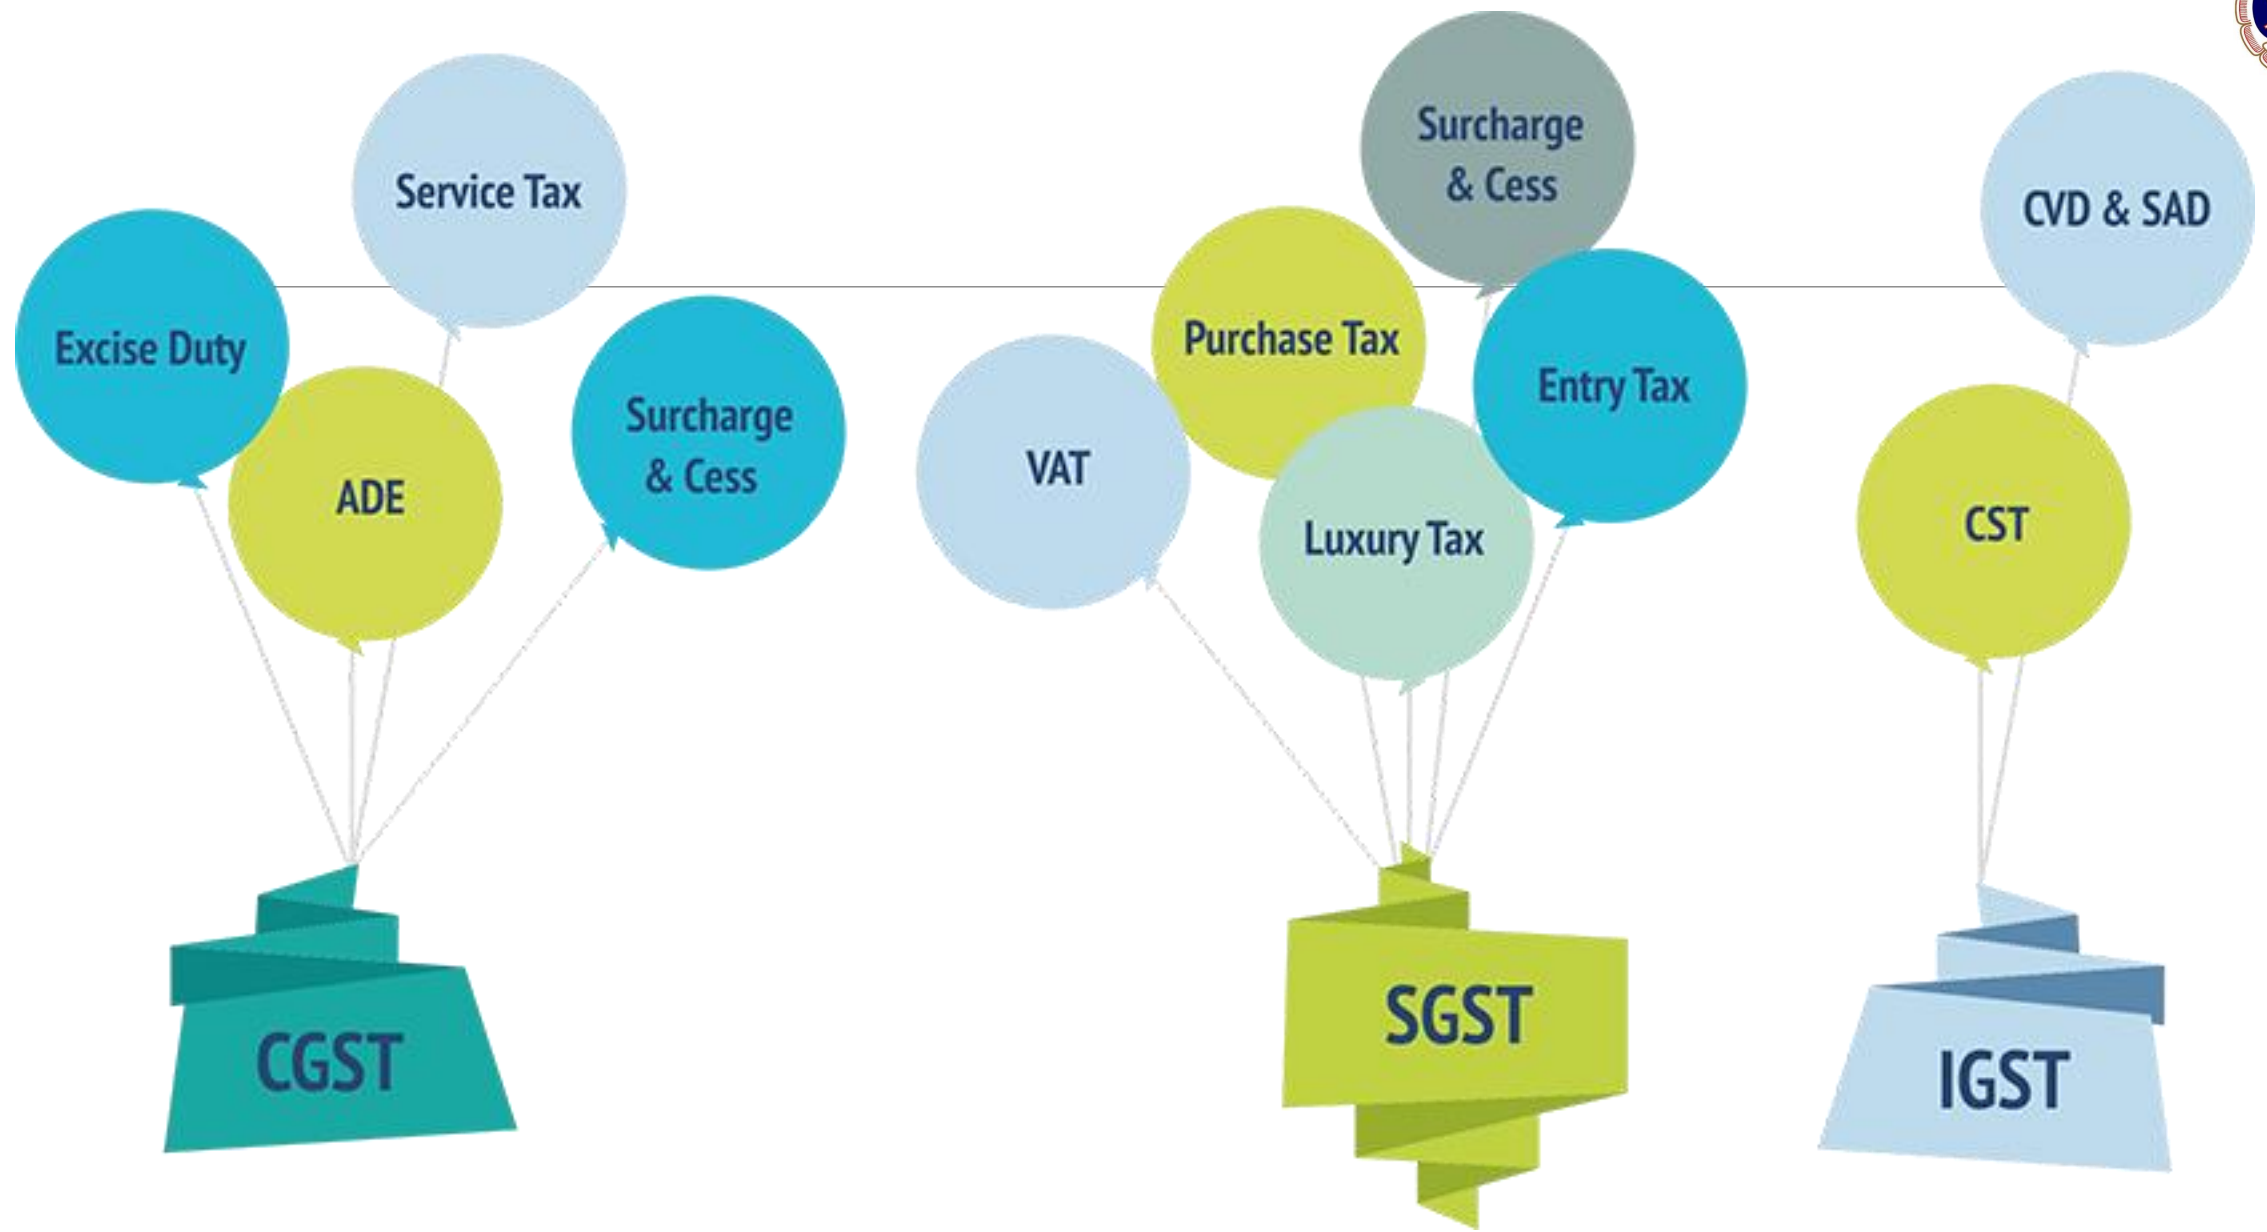 Service Tax
Excise Duty
ADE
Surcharge
& Cess
CGST
Surcharge
& Cess
Purchase Tax
Entry Tax
VAT
Luxury Tax
SGST
CVD & SAD
CST
IGST